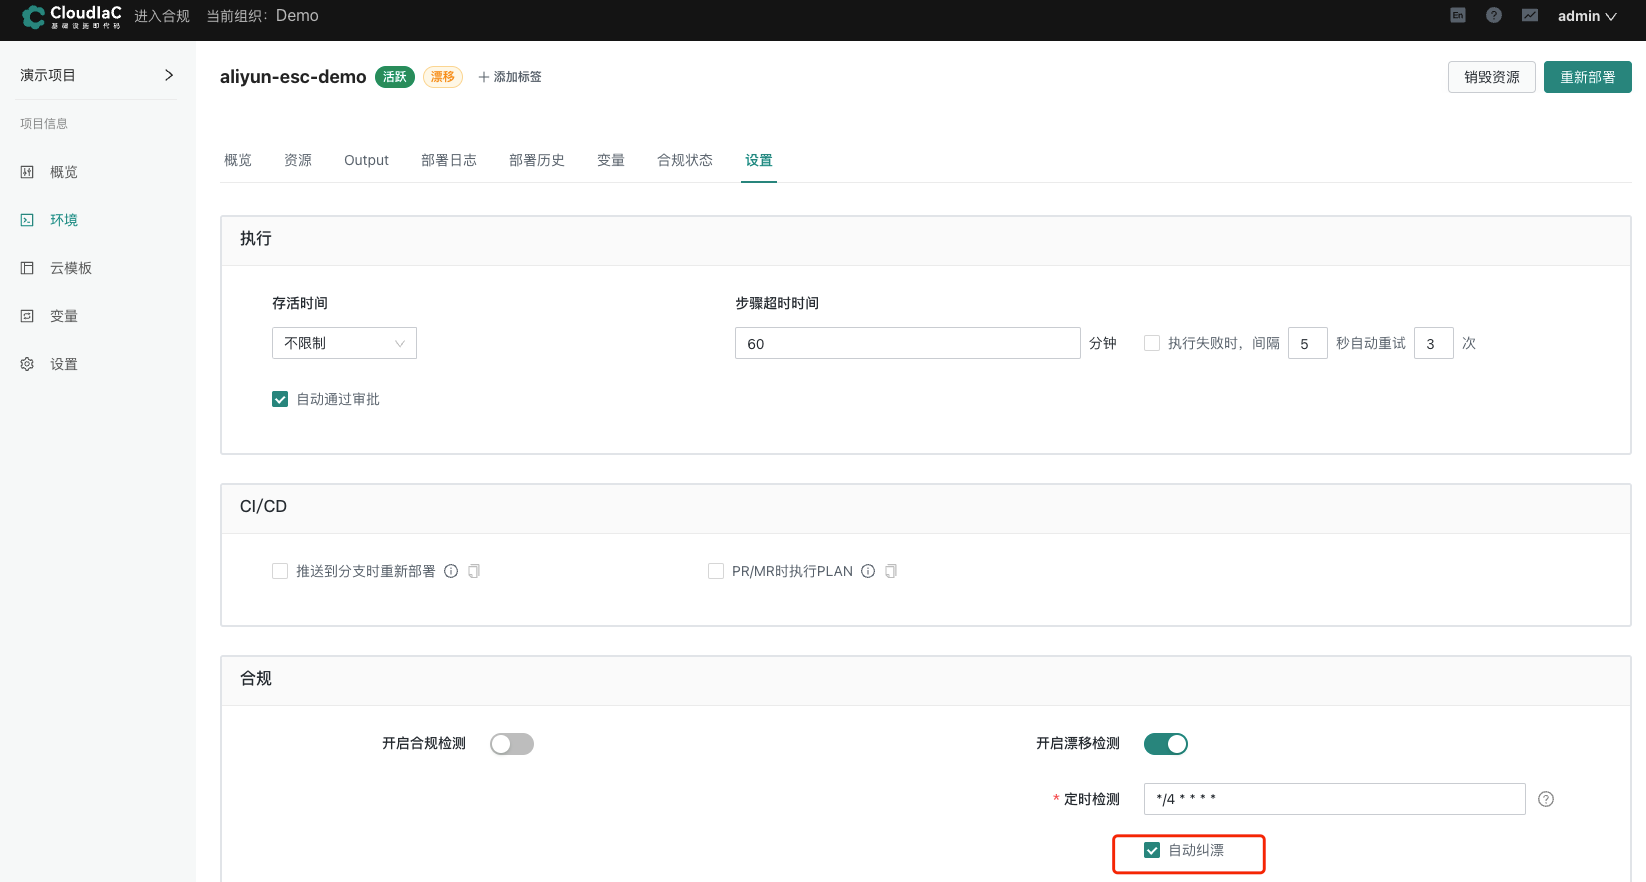 CloudIaC
基础设施即代码
进入合规 当前组织：Demo
En
admin
演示项目
项目信息
概览
环境
云模板
变量
设置
aliyun-esc-demo 活跃 漂移 添加标签
销毁资源 重新部署
概览 资源 Output 部署日志 部署历史 变量 合规状态 设置
执行
存活时间 步骤超时时间
不限制 60 分钟 执行失败时，间隔 5 秒自动重试 3 次
自动通过审批
CI/CD
推送到分支时重新部署 PR/MR时执行PLAN
合规
开启合规检测 开启漂移检测
* 定时检测 */4 * * * *
自动纠漂